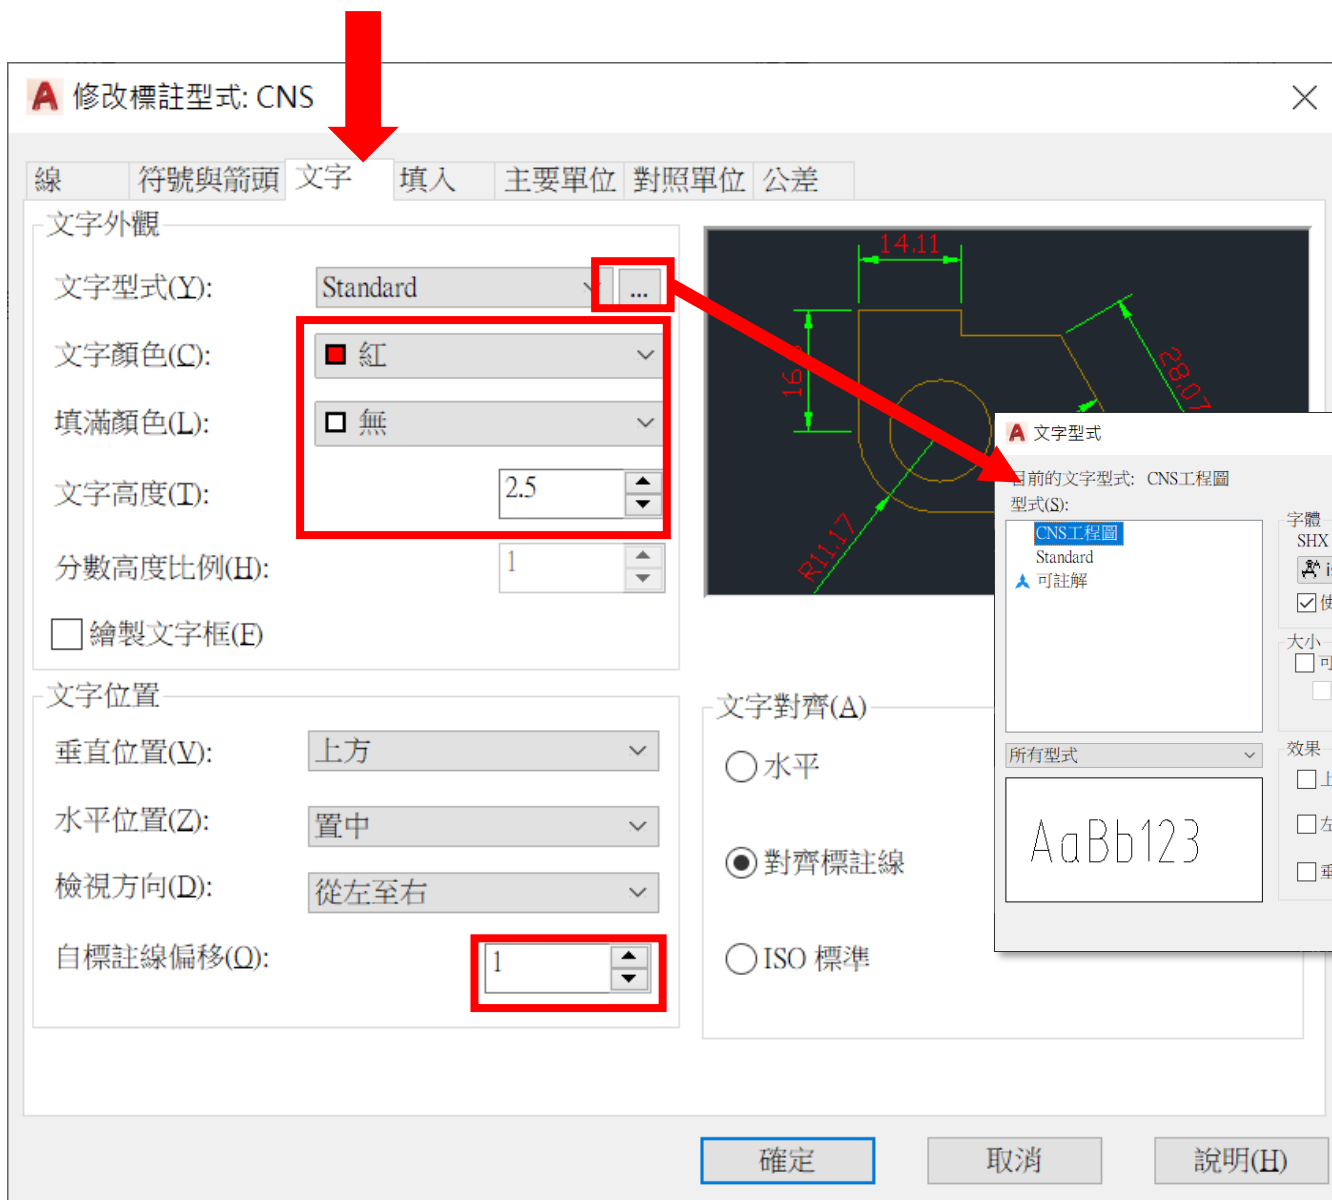 修改標註型式: CNS
線 符號與箭頭 文字 填入 主要單位 對照單位 公差
文字外觀
文字型式(Y): Standard ...
文字顏色(C): 紅
填滿顏色(L): 無
文字高度(T): 2.5
分數高度比例(H): 1
繪製文字框(F)
文字位置
垂直位置(V): 上方
水平位置(Z): 置中
檢視方向(D): 從左至右
自標註線偏移(O): 1
14.11
28.07
R11.17
文字對齊(A)
水平
對齊標註線
ISO 標準
文字型式
目前的文字型式: CNS工程圖
型式(S):
CNS工程圖
Standard
可註解
所有型式
AaBb123
字體
SHX
大小
效果
確定 取消 說明(H)